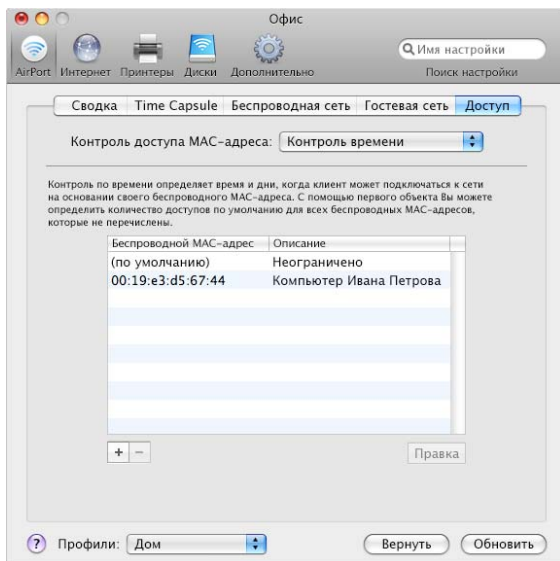 Офис
AirPort Интернет Принтеры Диски Дополнительно
Имя настройки
Поиск настройки
Сводка Time Capsule Беспроводная сеть Гостевая сеть Доступ
Контроль доступа MAC-адреса: Контроль времени
Контроль по времени определяет время и дни, когда клиент может подключаться к сети
на основании своего беспроводного MAC-адреса. С помощью первого объекта Вы можете
определить количество доступов по умолчанию для всех беспроводных MAC-адресов,
которые не перечислены.
Беспроводной MAC-адрес Описание
(по умолчанию) Неограничено
00:19:e3:d5:67:44 Компьютер Ивана Петрова
+ −
Правка
? Профили: Дом Вернуть Обновить